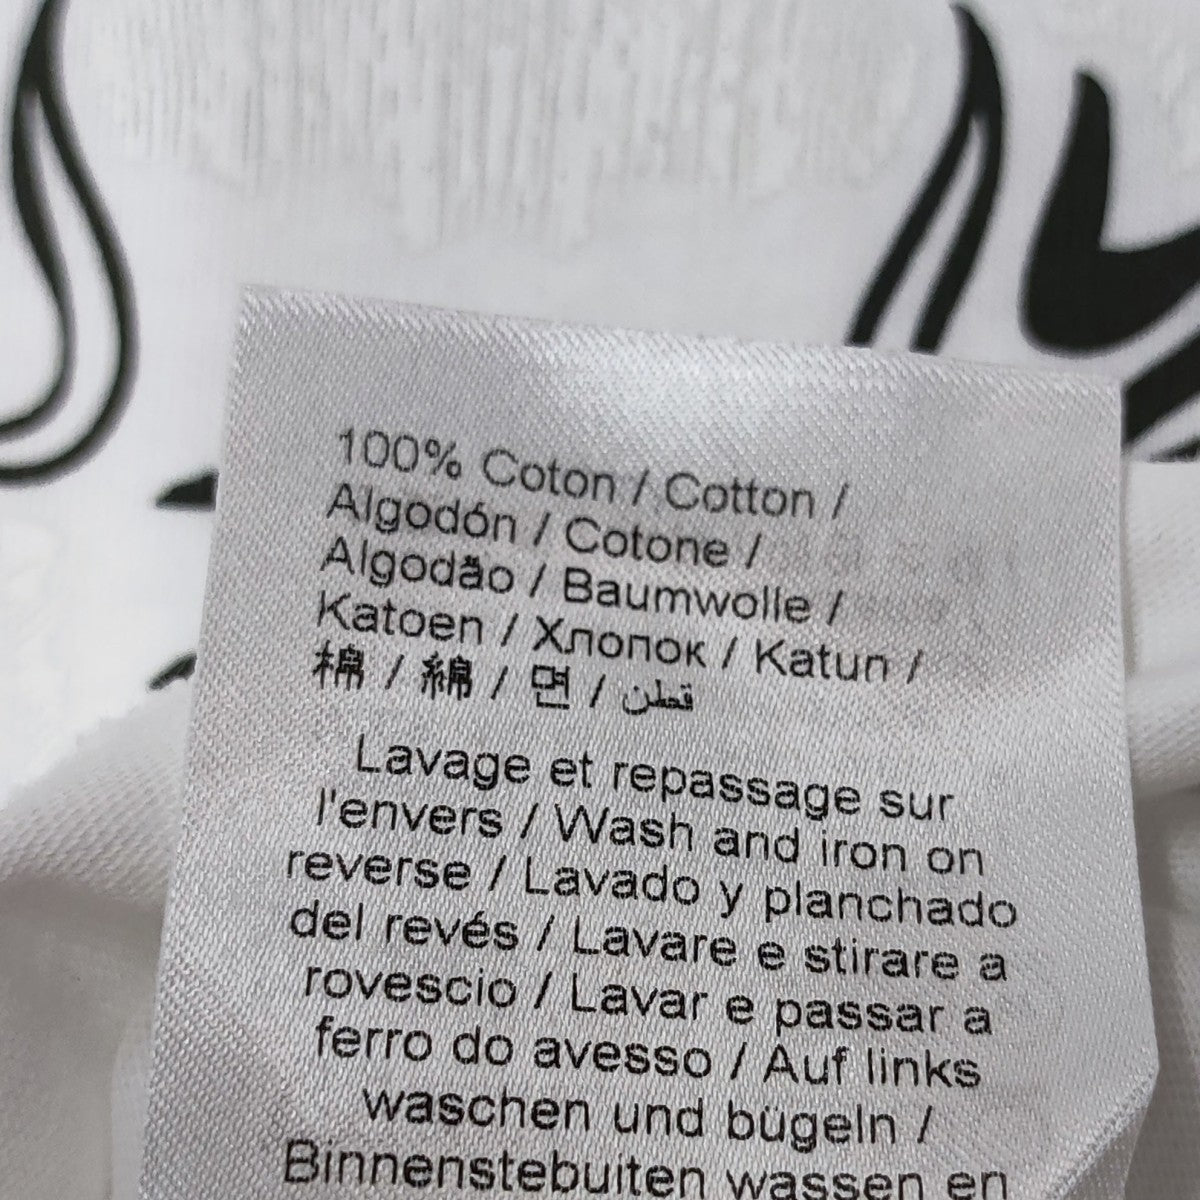 100% Coton / Cotton /
Algodón / Cotone /
Algodão / Baumwolle /
Katoen / Хлопок / Katun /
棉 / 綿 / 면 / قطن
Lavage et repassage sur
l'envers / Wash and iron on
reverse / Lavado y planchado
del revés / Lavare e stirare a
rovescio / Lavar e passar a
ferro do avesso / Auf links
waschen und bügeln /
Binnenstebuiten wassen en